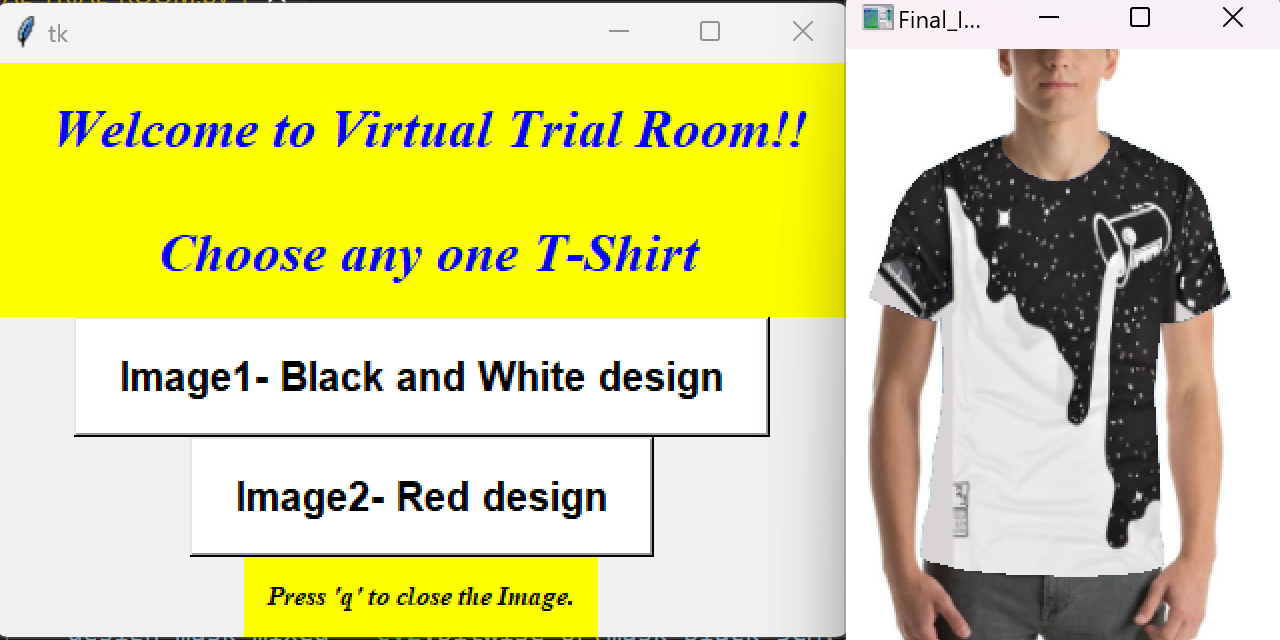 tk
Welcome to Virtual Trial Room!!
Choose any one T-Shirt
Image1- Black and White design
Image2- Red design
Press 'q' to close the Image.
Final_I...